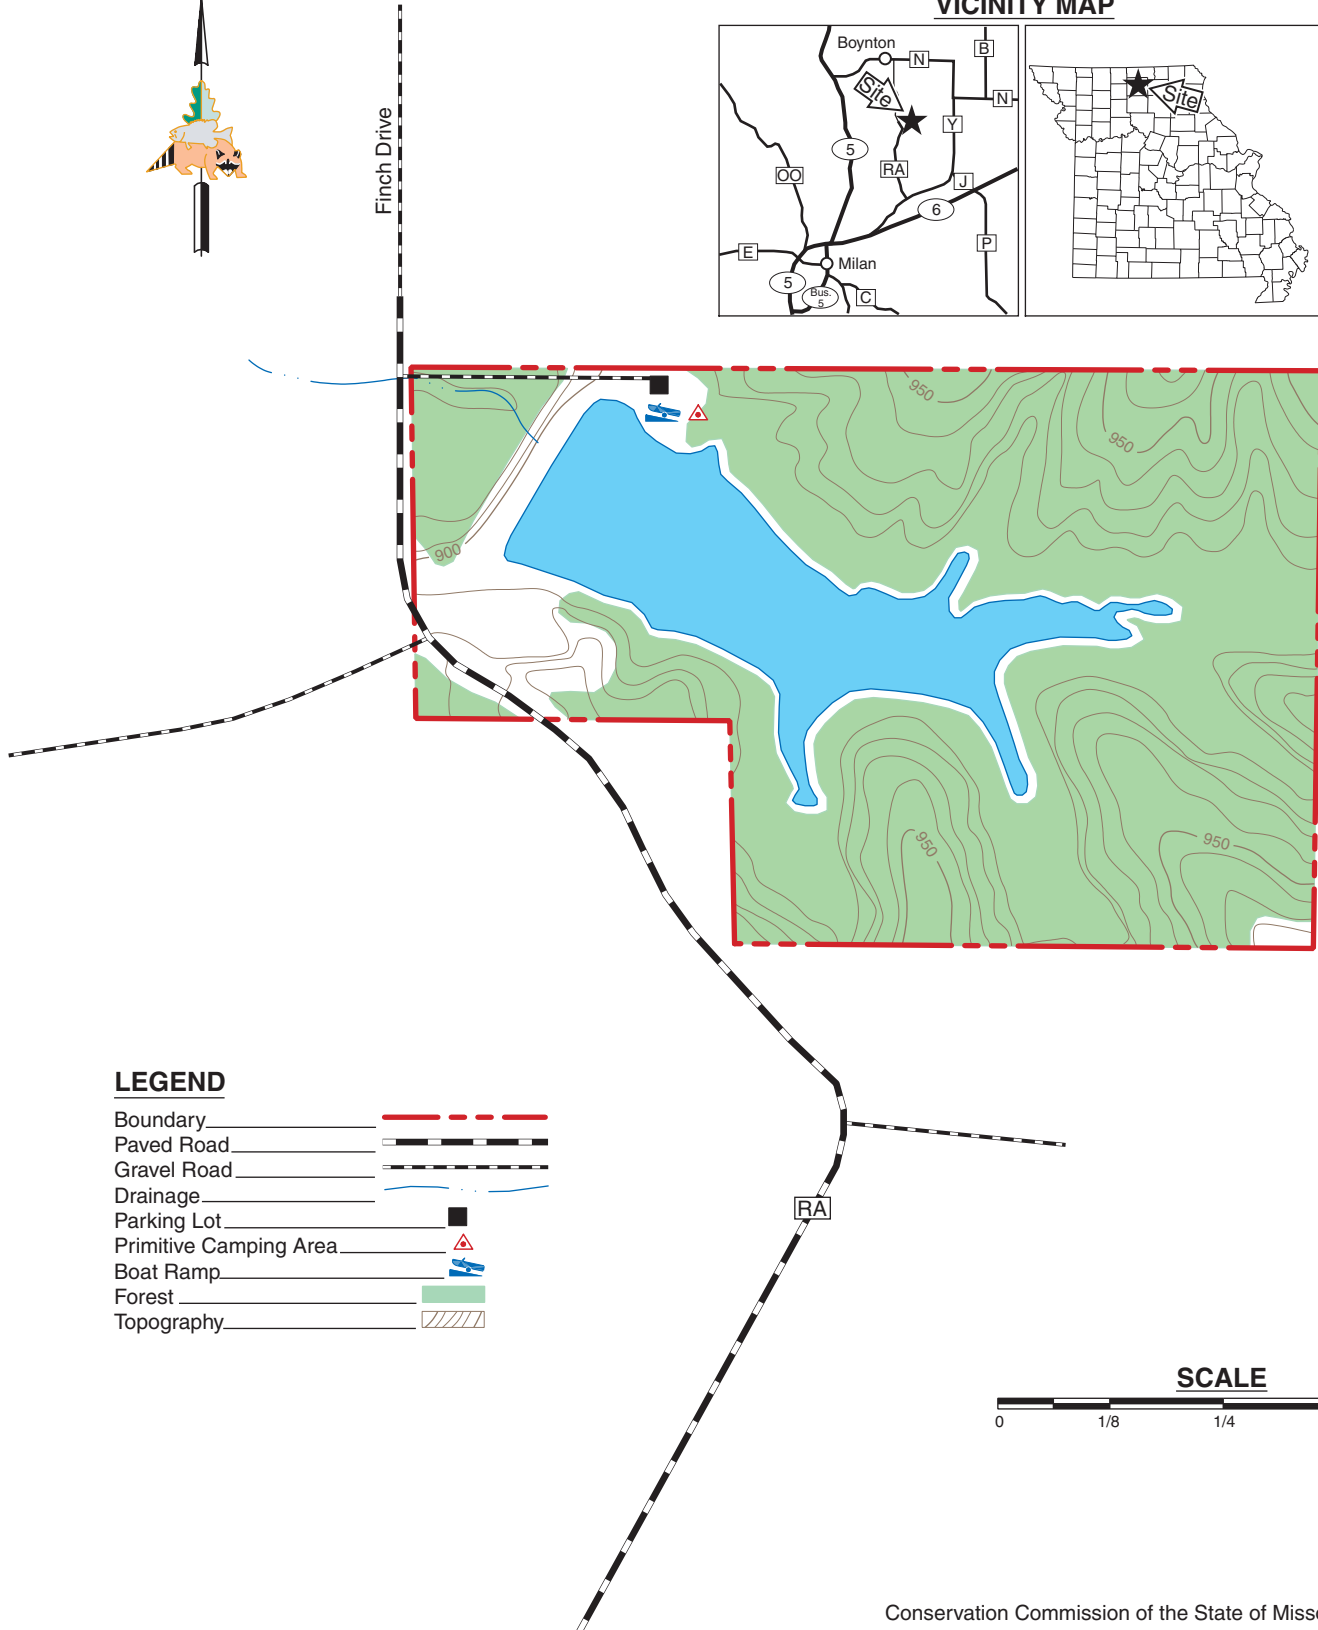 VICINITY MAP
Boynton
N
B
Site
N
Y
5
OO
RA
J
6
E
P
Milan
5
Bus.
5
C
Site
Finch Drive
950
950
900
950
950
LEGEND
Boundary
Paved Road
Gravel Road
Drainage
Parking Lot
Primitive Camping Area
Boat Ramp
Forest
Topography
RA
SCALE
0 1/8 1/4
Conservation Commission of the State of Misso